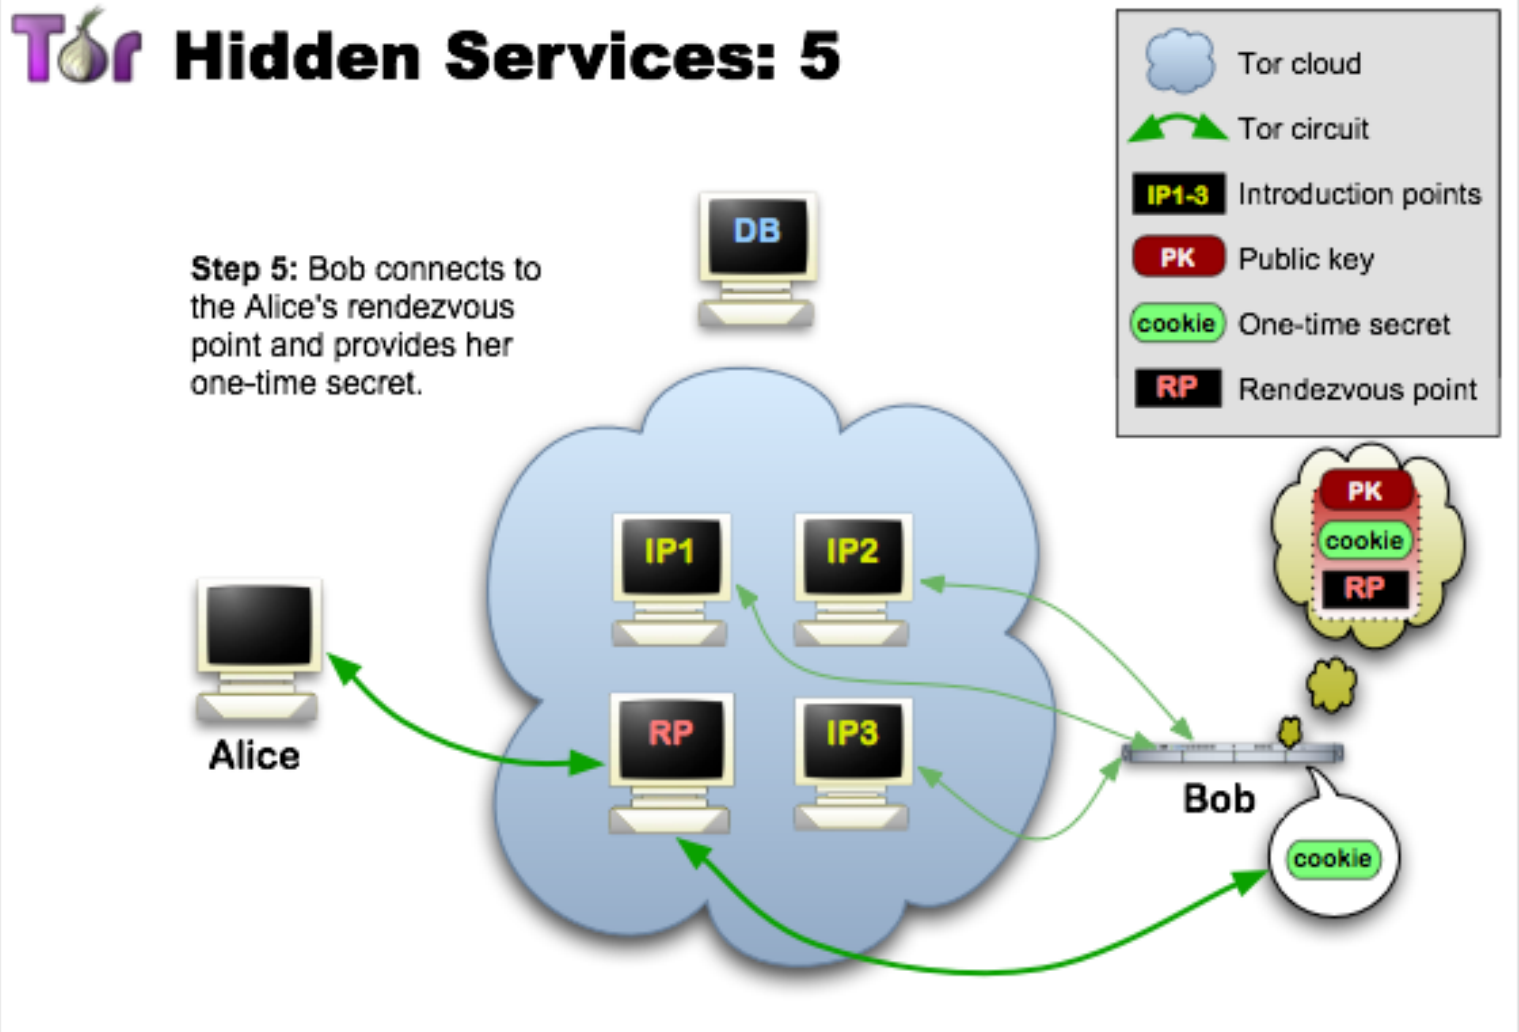 Tor Hidden Services: 5
Tor cloud
Tor circuit
IP1-3 Introduction points
PK Public key
cookie One-time secret
RP Rendezvous point
DB
Step 5: Bob connects to
the Alice's rendezvous
point and provides her
one-time secret.
PK
cookie
RP
IP1
IP2
RP
IP3
Alice
Bob
cookie